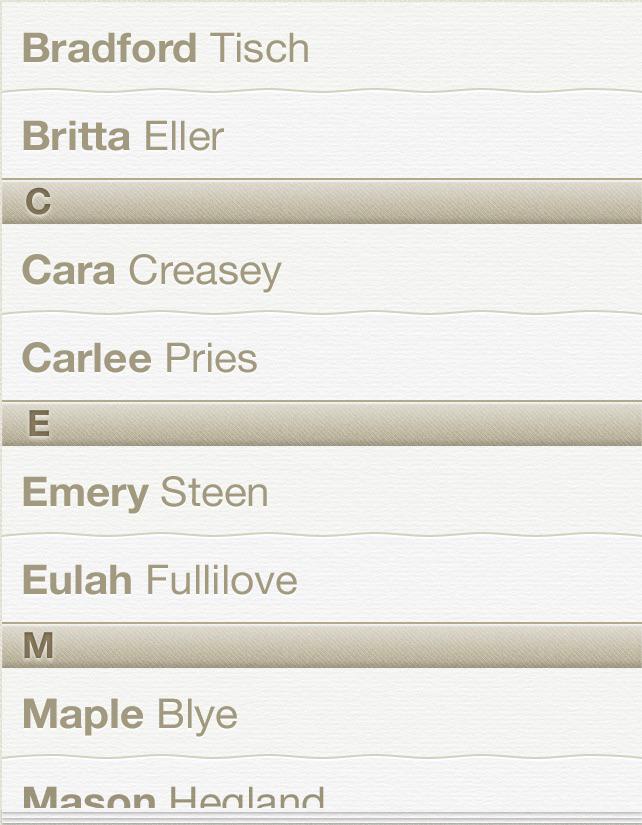 Bradford Tisch
Britta Eller
C
Cara Creasey
Carlee Pries
E
Emery Steen
Eulah Fullilove
M
Maple Blye
Mason Hegland